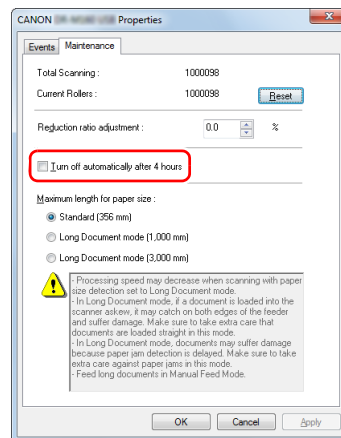 CANON Properties
Events Maintenance
Total Scanning : 1000098
Current Rollers : 1000098 Reset
Reduction ratio adjustment : 0.0 %
Turn off automatically after 4 hours
Maximum length for paper size :
Standard (356 mm)
Long Document mode (1,000 mm)
Long Document mode (3,000 mm)
- Processing speed may decrease when scanning with paper
size detection set to Long Document mode.
- In Long Document mode, if a document is loaded into the
scanner askew, it may catch on both edges of the feeder
and suffer damage. Make sure to take extra care that
documents are loaded straight in this mode.
- In Long Document mode, documents may suffer damage
because paper jam detection is delayed. Make sure to take
extra care against paper jams in this mode.
- Feed long documents in Manual Feed Mode.
OK Cancel Apply